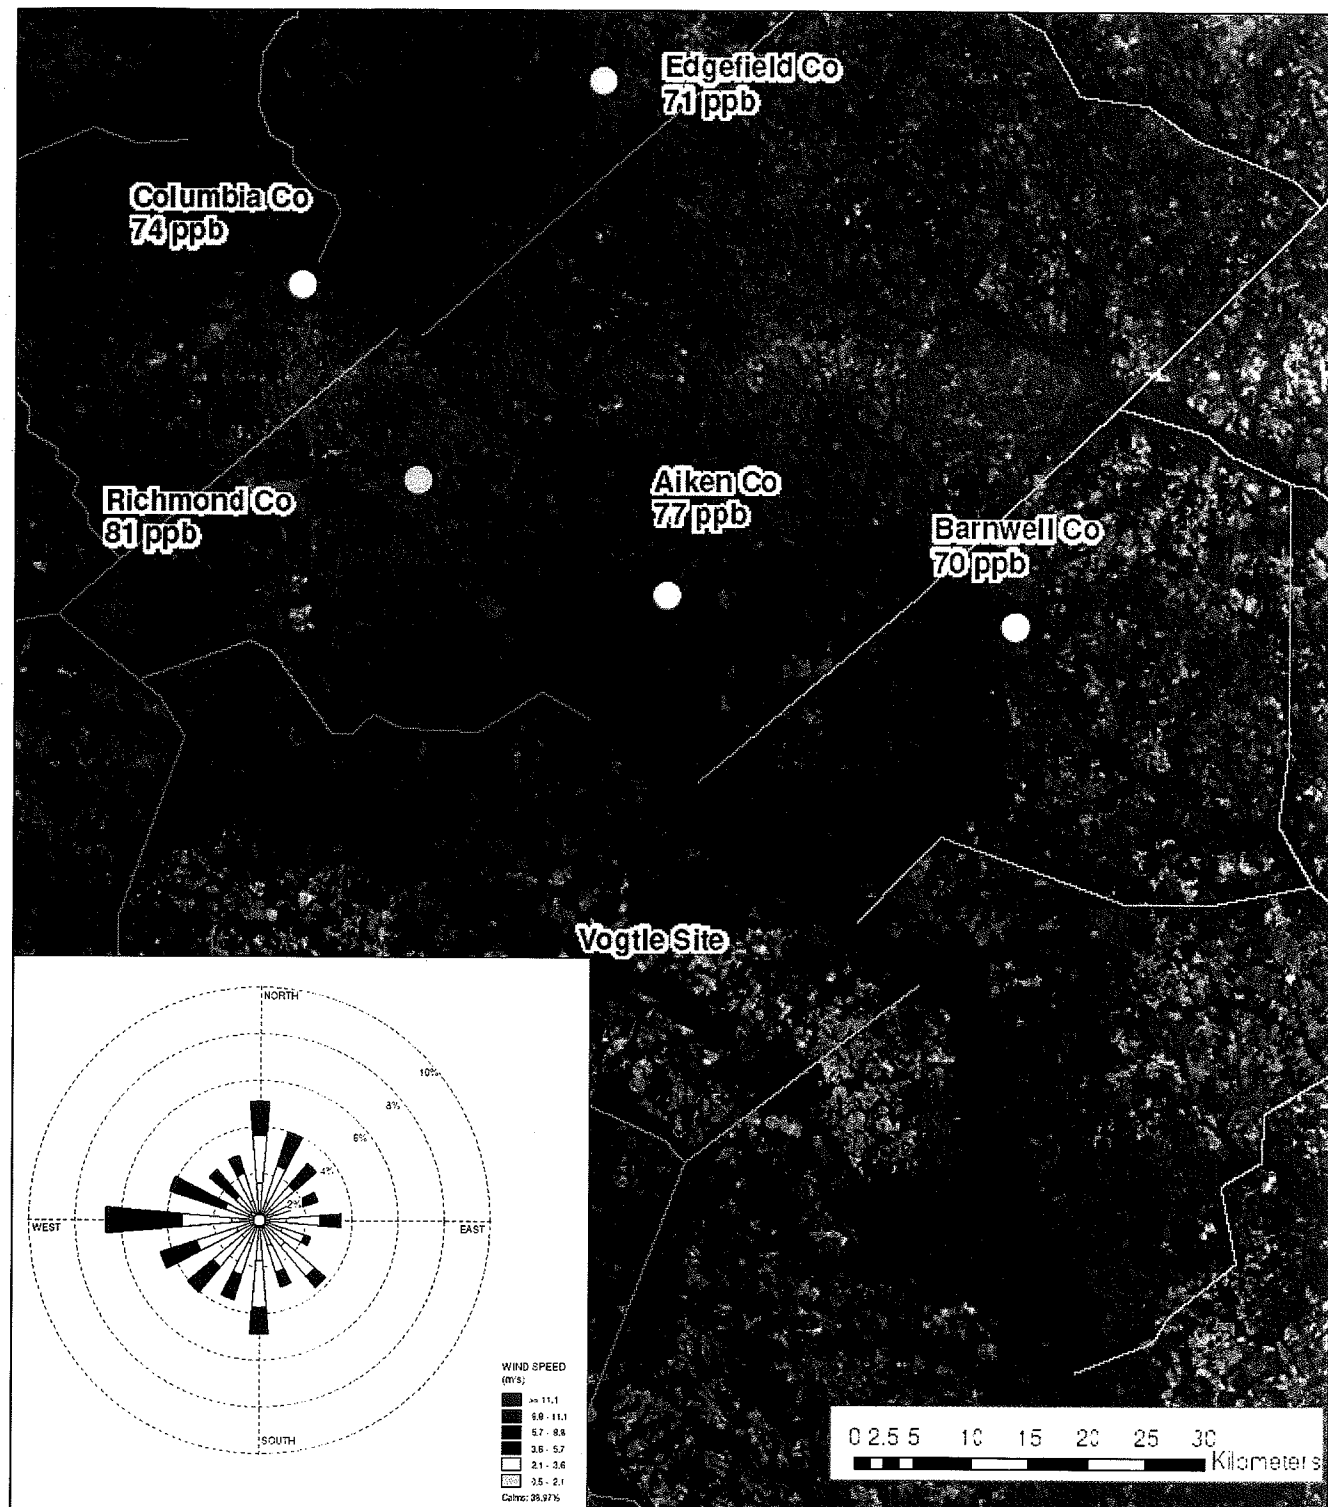 Edgefield Co
71 ppb
Columbia Co
74 ppb
Richmond Co
81 ppb
Aiken Co
77 ppb
Barnwell Co
70 ppb
Vogtle Site
NORTH
10%
8%
6%
4%
2%
WEST
EAST
SOUTH
WIND SPEED
(m/s)
>= 11.1
8.8 - 11.1
5.7 - 8.8
3.6 - 5.7
2.1 - 3.6
0.5 - 2.1
Calms: 38.97%
0 2.5 5 10 15 20 25 30
Kilometers